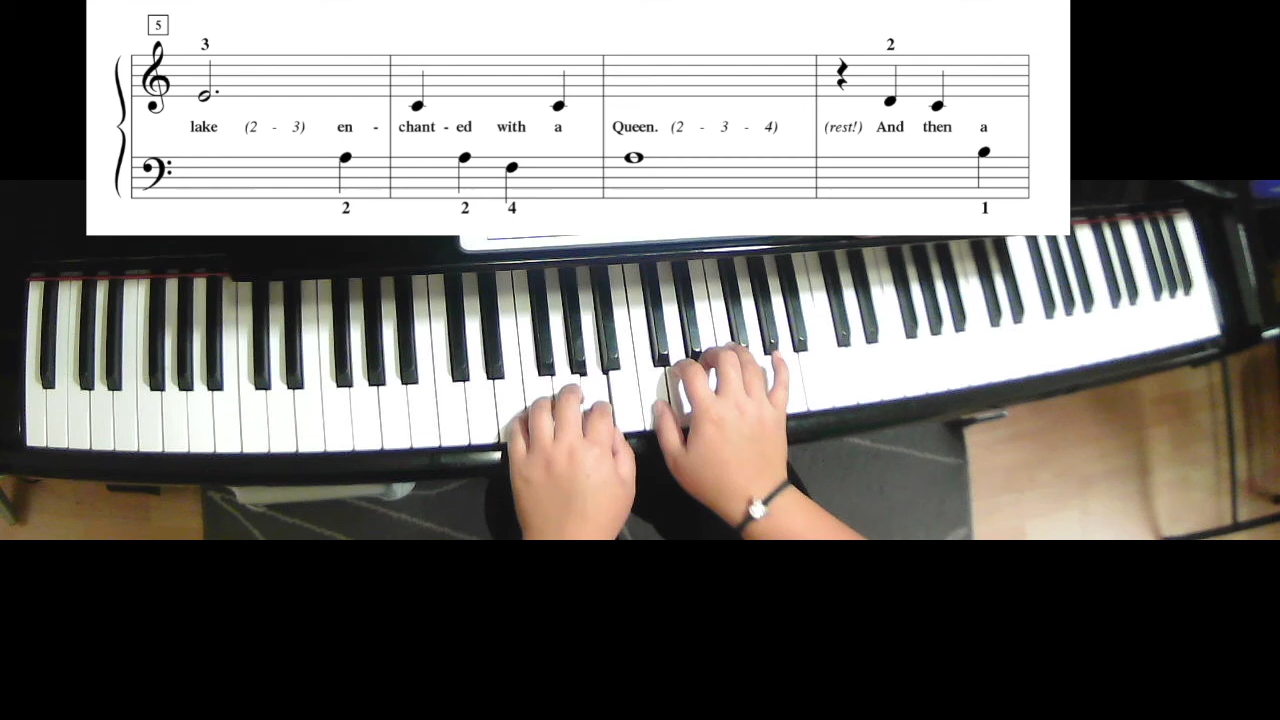 5
3 2
lake (2 - 3) en - chant - ed with a Queen. (2 - 3 - 4) (rest!) And then a
2 2 4 1